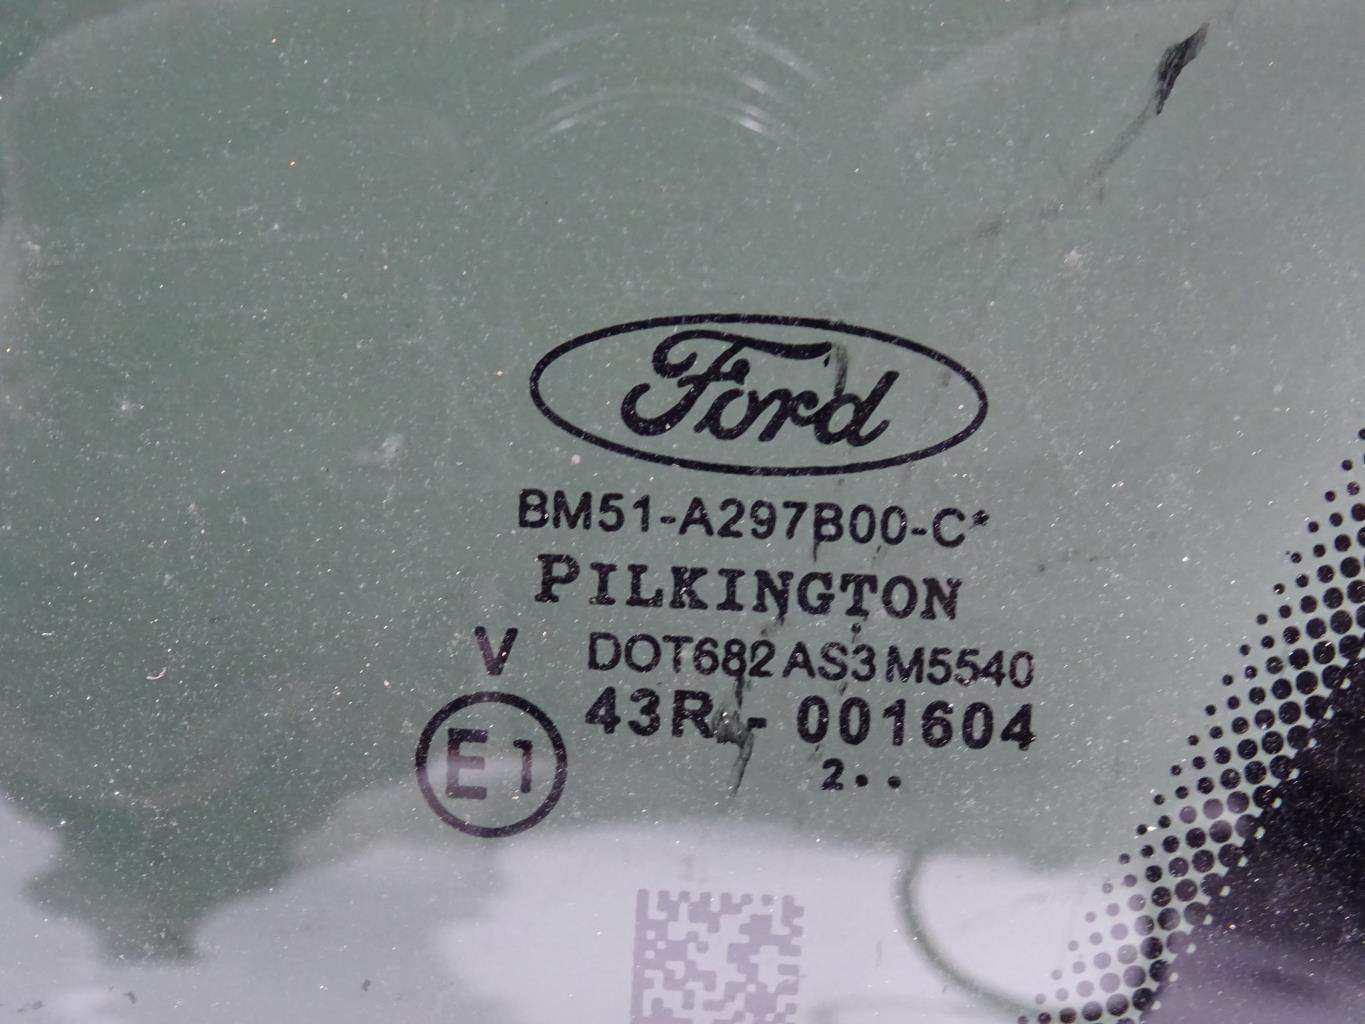 Ford
BM51-A297B00-C*
PILKINGTON
V DOT682 AS3 M5540
E1 43R - 001604
2..